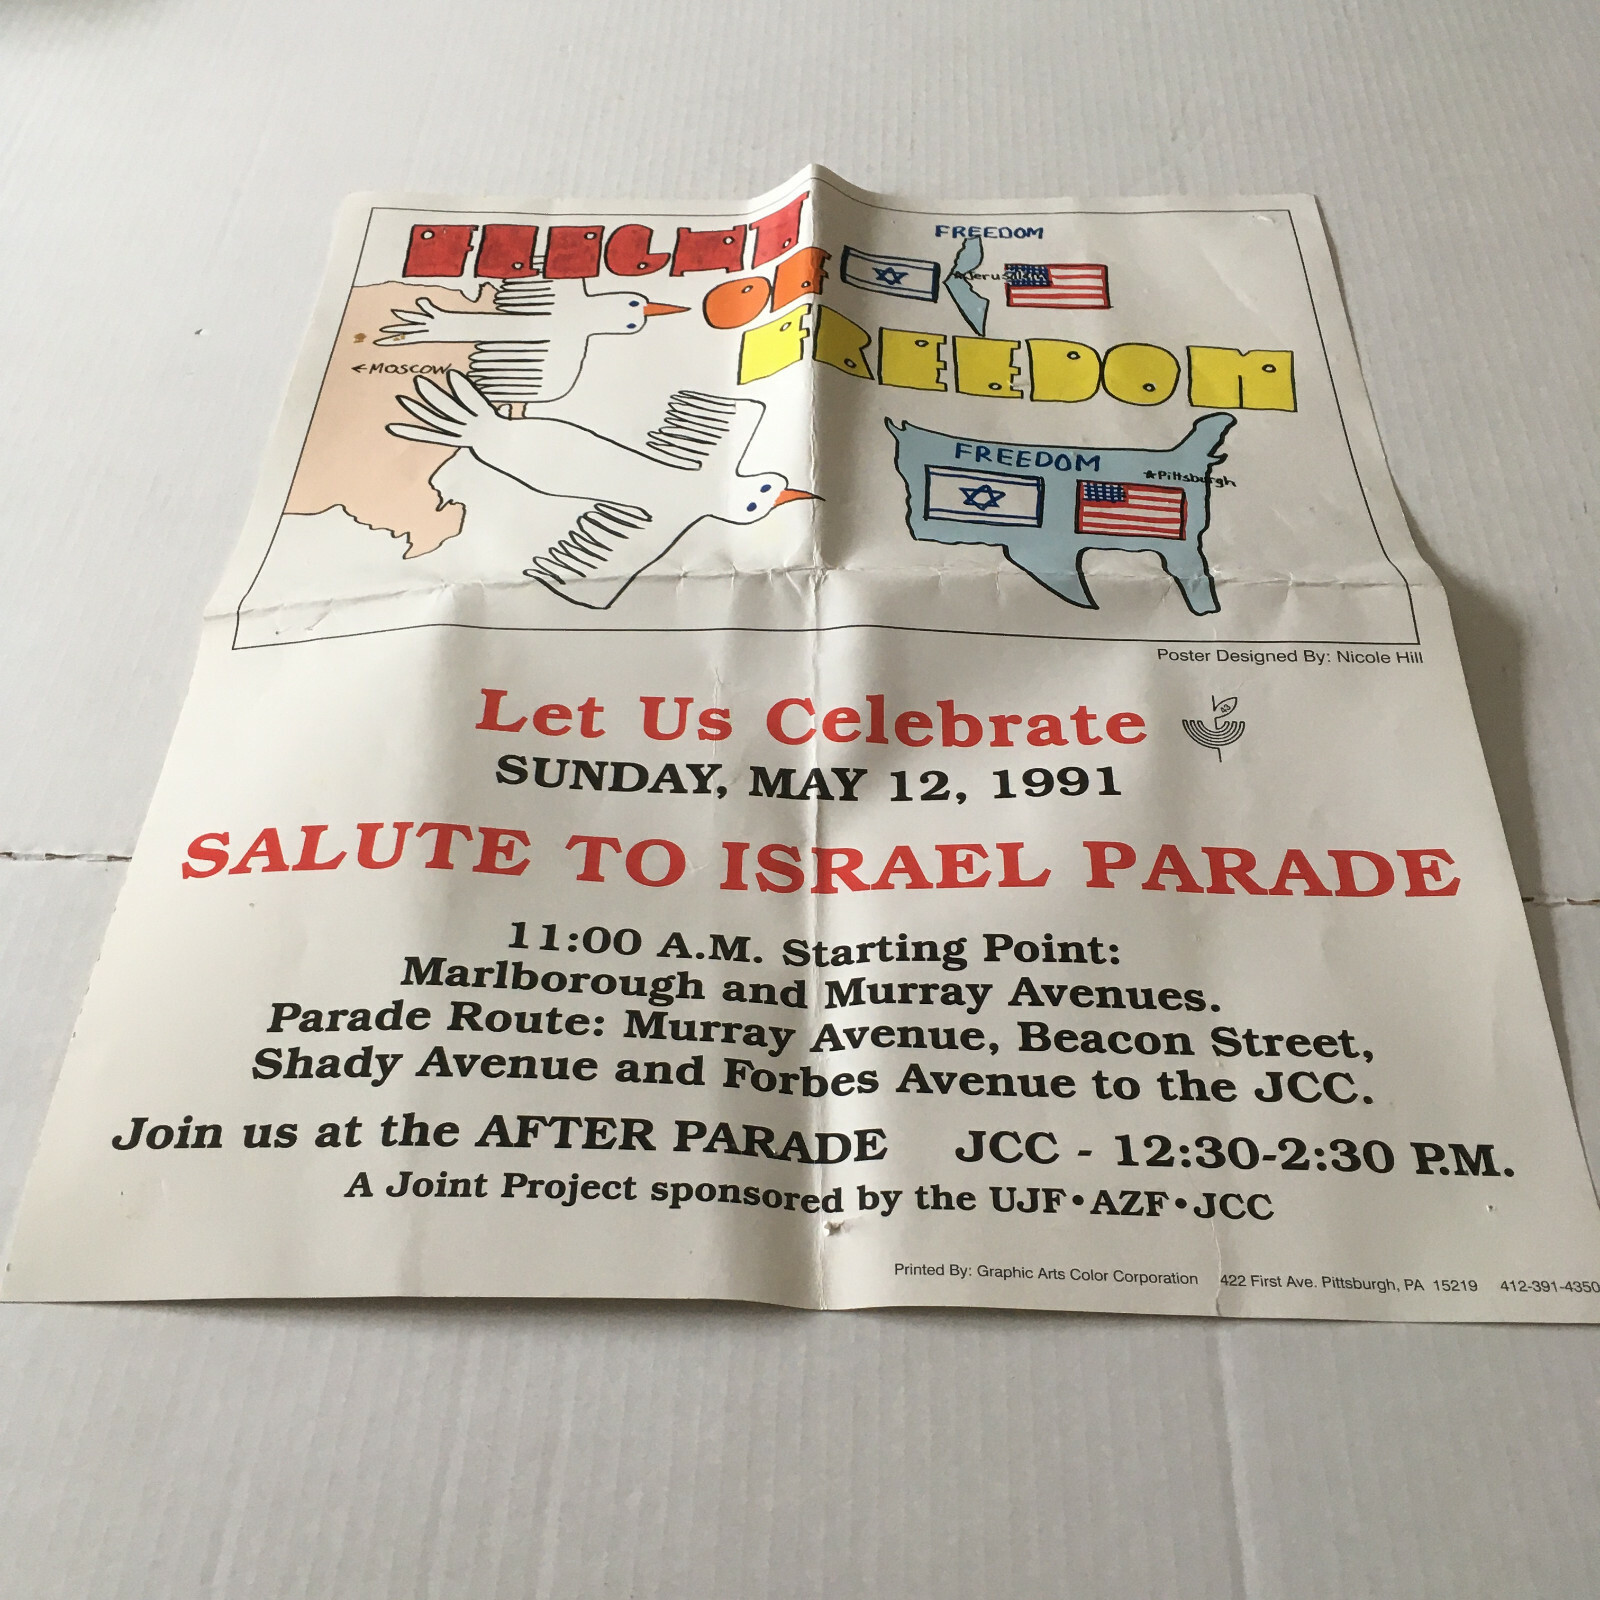 FLIGHT
OF
FREEDOM
FREEDOM
★Jerusalem
←MOSCOW
FREEDOM
★Pittsburgh
Poster Designed By: Nicole Hill
Let Us Celebrate
43
SUNDAY, MAY 12, 1991
SALUTE TO ISRAEL PARADE
11:00 A.M. Starting Point:
Marlborough and Murray Avenues.
Parade Route: Murray Avenue, Beacon Street,
Shady Avenue and Forbes Avenue to the JCC.
Join us at the AFTER PARADE JCC - 12:30-2:30 P.M.
A Joint Project sponsored by the UJF•AZF•JCC
Printed By: Graphic Arts Color Corporation 422 First Ave. Pittsburgh, PA 15219 412-391-4350